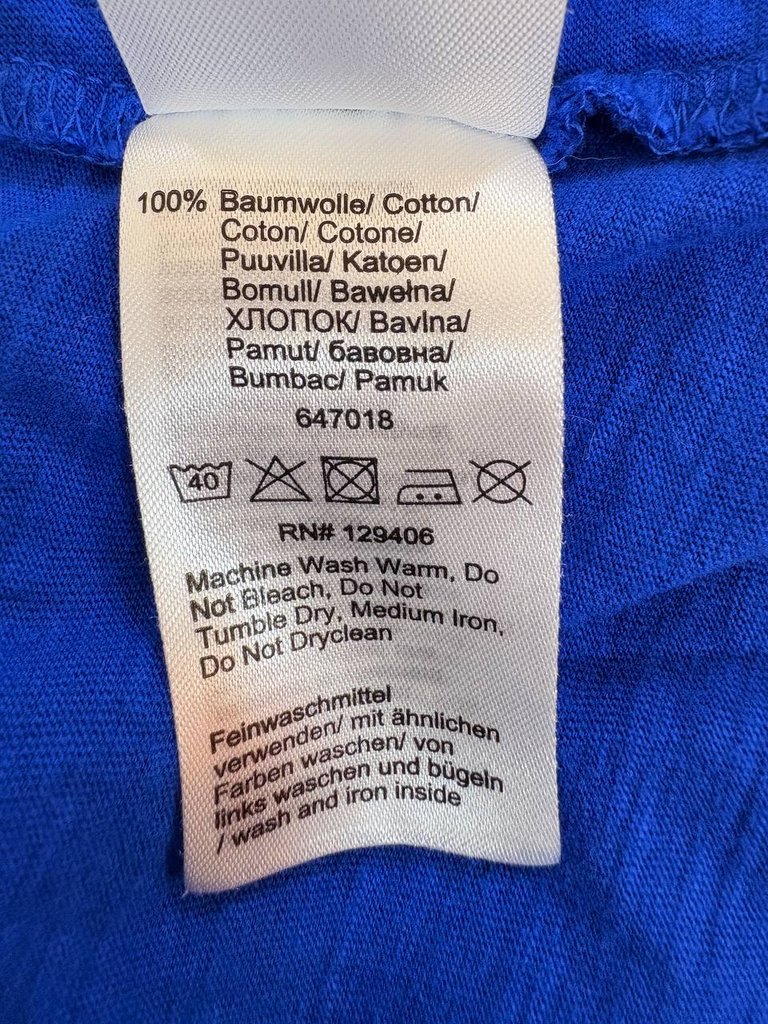 100% Baumwolle/ Cotton/
Coton/ Cotone/
Puuvilla/ Katoen/
Bomull/ Bawełna/
ХЛОПОК/ Bavlna/
Pamut/ бавовна/
Bumbac/ Pamuk
647018
40
RN# 129406
Machine Wash Warm, Do
Not Bleach, Do Not
Tumble Dry, Medium Iron,
Do Not Dryclean
Feinwaschmittel
verwenden/ mit ähnlichen
Farben waschen/ von
links waschen und bügeln
/ wash and iron inside